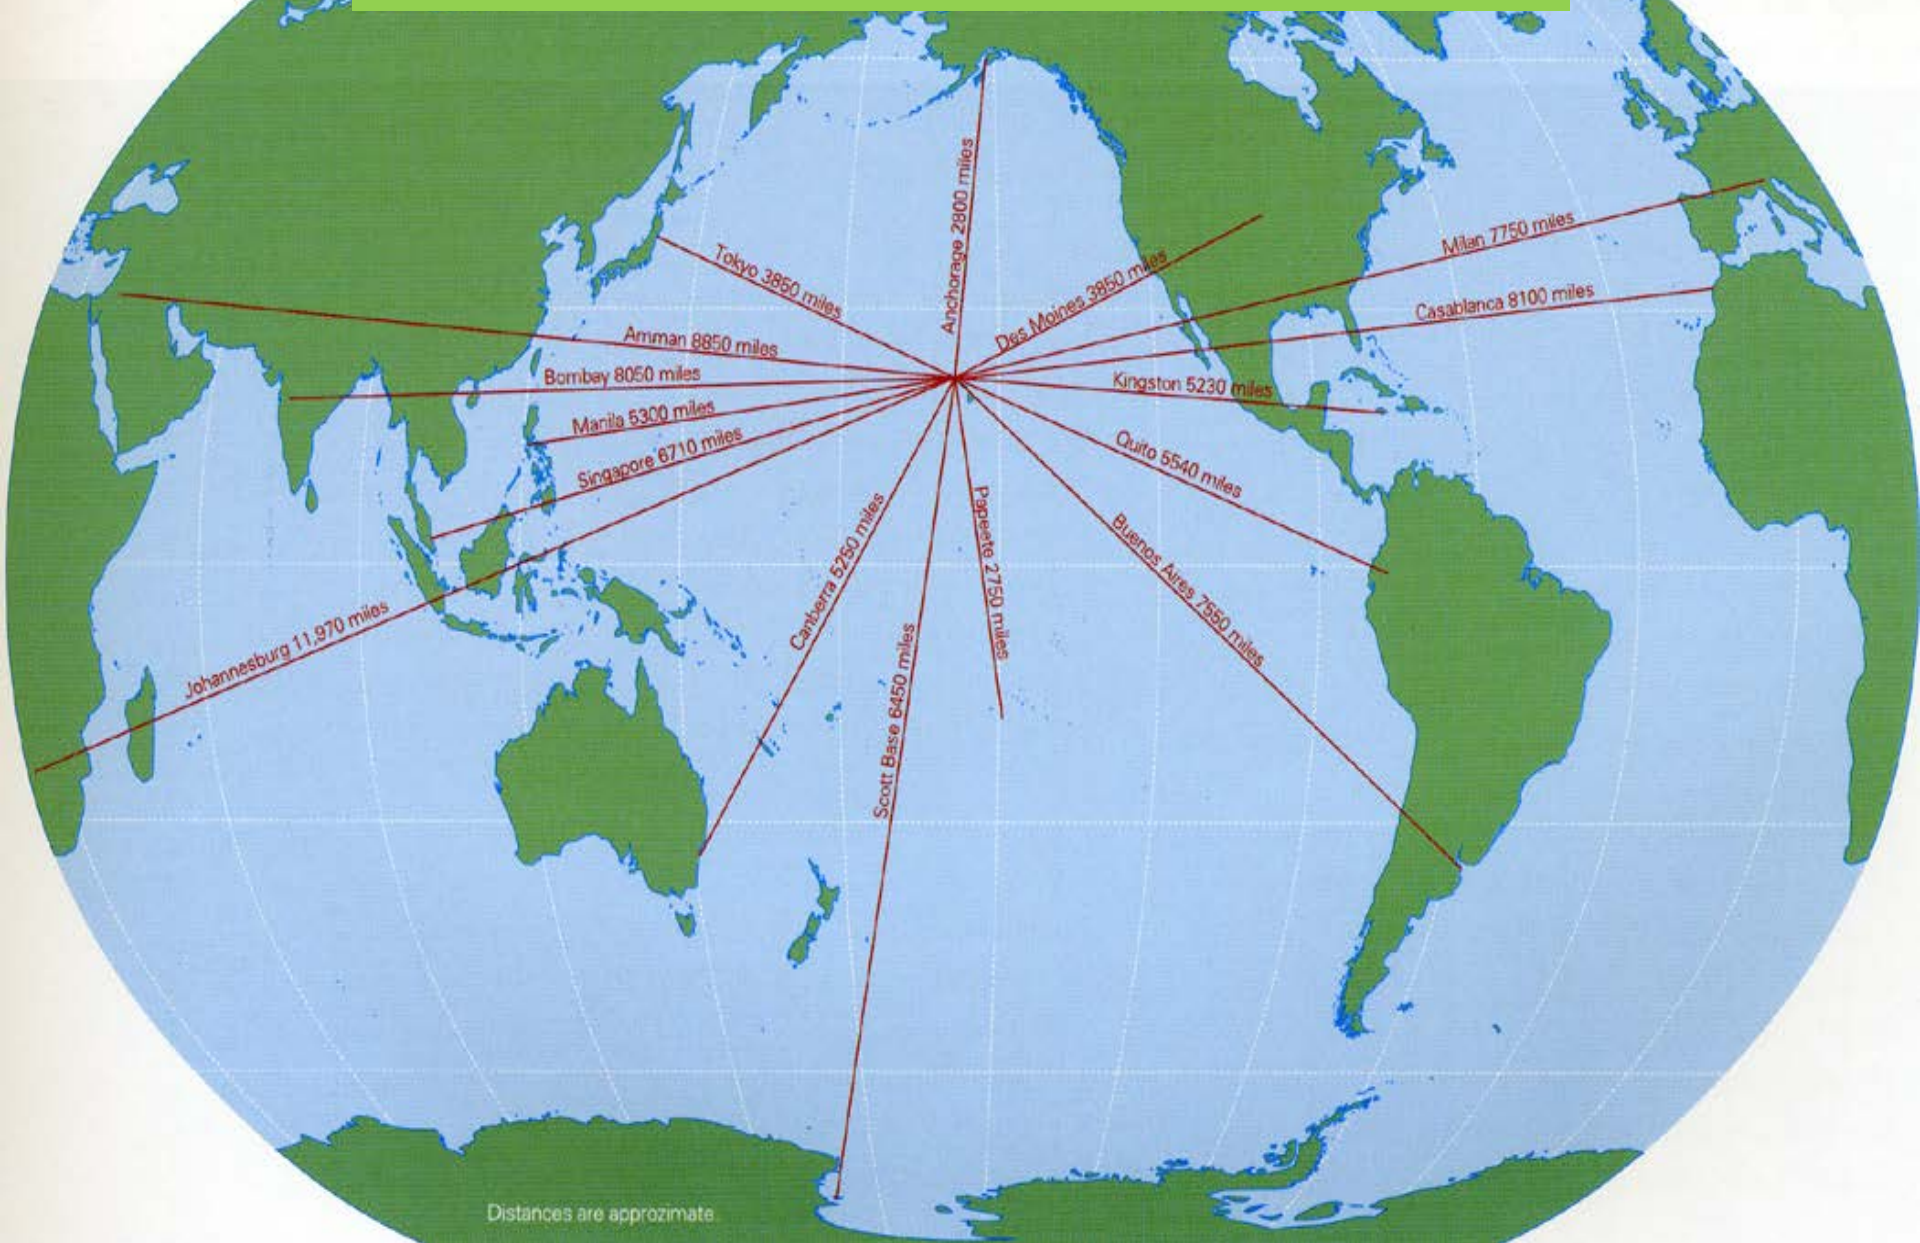 Anchorage 2800 miles
Tokyo 3850 miles
Des Moines 3850 miles
Milan 7750 miles
Casablanca 8100 miles
Amman 8850 miles
Bombay 8050 miles
Kingston 5230 miles
Manila 5300 miles
Singapore 6710 miles
Quito 5540 miles
Papeete 2750 miles
Canberra 5250 miles
Buenos Aires 7550 miles
Johannesburg 11,970 miles
Scott Base 6450 miles
Distances are approzimate